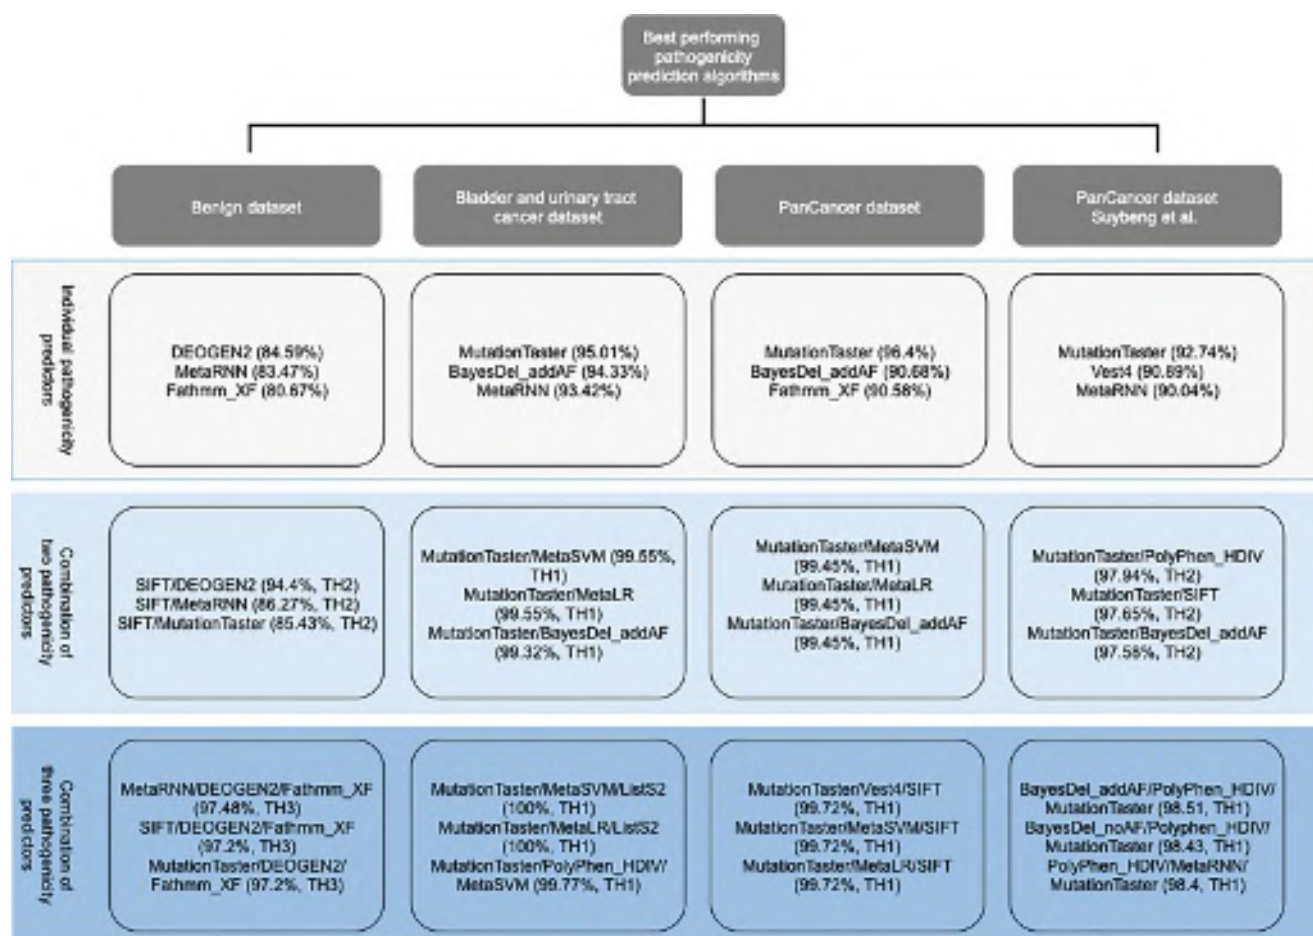 Best performing
pathogenicity
prediction algorithms
Benign dataset
Bladder and urinary tract
cancer dataset
PanCancer dataset
PanCancer dataset
Suybeng et al.
Individual pathogenicity
predictors
DEOGEN2 (84.59%)
MetaRNN (83.47%)
Fathmm_XF (80.67%)
MutationTaster (95.01%)
BayesDel_addAF (94.33%)
MetaRNN (93.42%)
MutationTaster (96.4%)
BayesDel_addAF (90.68%)
Fathmm_XF (90.58%)
MutationTaster (92.74%)
Vest4 (90.89%)
MetaRNN (90.04%)
Combination of
two pathogenicity
predictors
SIFT/DEOGEN2 (94.4%, TH2)
SIFT/MetaRNN (86.27%, TH2)
SIFT/MutationTaster (85.43%, TH2)
MutationTaster/MetaSVM (99.55%,
TH1)
MutationTaster/MetaLR
(99.55%, TH1)
MutationTaster/BayesDel_addAF
(99.32%, TH1)
MutationTaster/MetaSVM
(99.45%, TH1)
MutationTaster/MetaLR
(99.45%, TH1)
MutationTaster/BayesDel_addAF
(99.45%, TH1)
MutationTaster/PolyPhen_HDIV
(97.94%, TH2)
MutationTaster/SIFT
(97.65%, TH2)
MutationTaster/BayesDel_addAF
(97.58%, TH2)
Combination of
three pathogenicity
predictors
MetaRNN/DEOGEN2/Fathmm_XF
(97.48%, TH3)
SIFT/DEOGEN2/Fathmm_XF
(97.2%, TH3)
MutationTaster/DEOGEN2/
Fathmm_XF (97.2%, TH3)
MutationTaster/MetaSVM/ListS2
(100%, TH1)
MutationTaster/MetaLR/ListS2
(100%, TH1)
MutationTaster/PolyPhen_HDIV/
MetaSVM (99.77%, TH1)
MutationTaster/Vest4/SIFT
(99.72%, TH1)
MutationTaster/MetaSVM/SIFT
(99.72%, TH1)
MutationTaster/MetaLR/SIFT
(99.72%, TH1)
BayesDel_addAF/PolyPhen_HDIV/
MutationTaster (98.51, TH1)
BayesDel_noAF/Polyphen_HDIV/
MutationTaster (98.43, TH1)
PolyPhen_HDIV/MetaRNN/
MutationTaster (98.4, TH1)